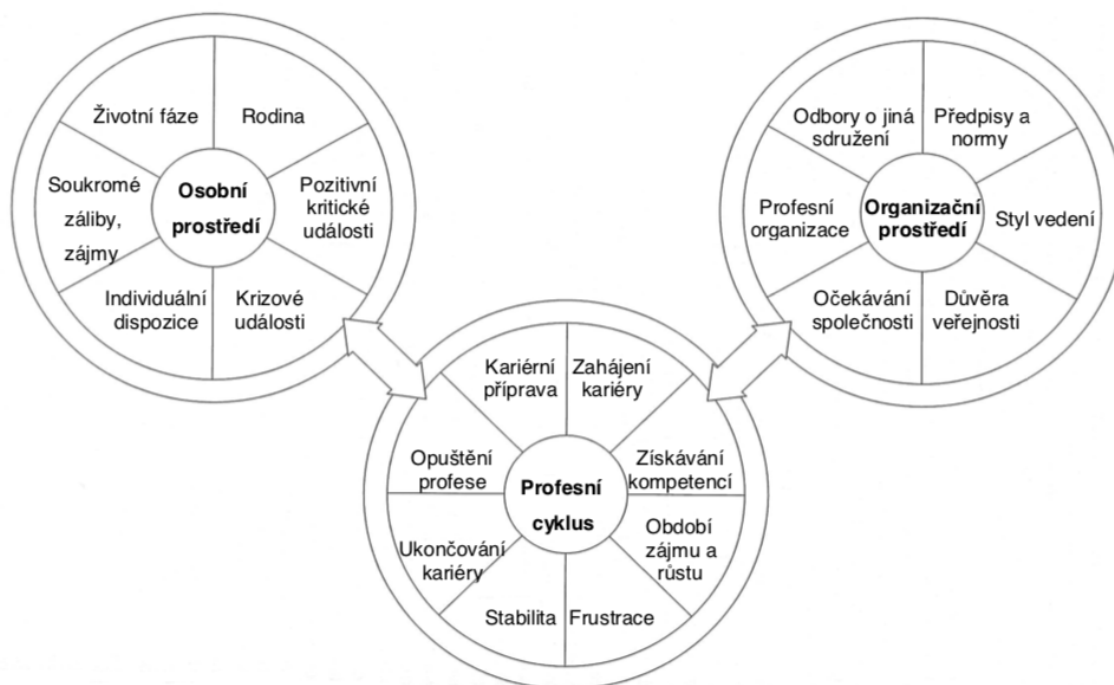 Životní fáze
Rodina
Pozitivní
kritické
události
Krizové
události
Individuální
dispozice
Soukromé
záliby,
zájmy
Osobní
prostředí
Odbory o jiná
sdružení
Předpisy a
normy
Styl vedení
Důvěra
veřejnosti
Očekávání
společnosti
Profesní
organizace
Organizační
prostředí
Kariérní
příprava
Zahájení
kariéry
Získávání
kompetencí
Období
zájmu a
růstu
Frustrace
Stabilita
Ukončování
kariéry
Opuštění
profese
Profesní
cyklus